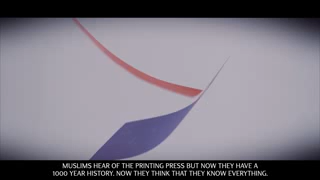 MUSLIMS HEAR OF THE PRINTING PRESS BUT NOW THEY HAVE A
1000 YEAR HISTORY. NOW THEY THINK THAT THEY KNOW EVERYTHING.